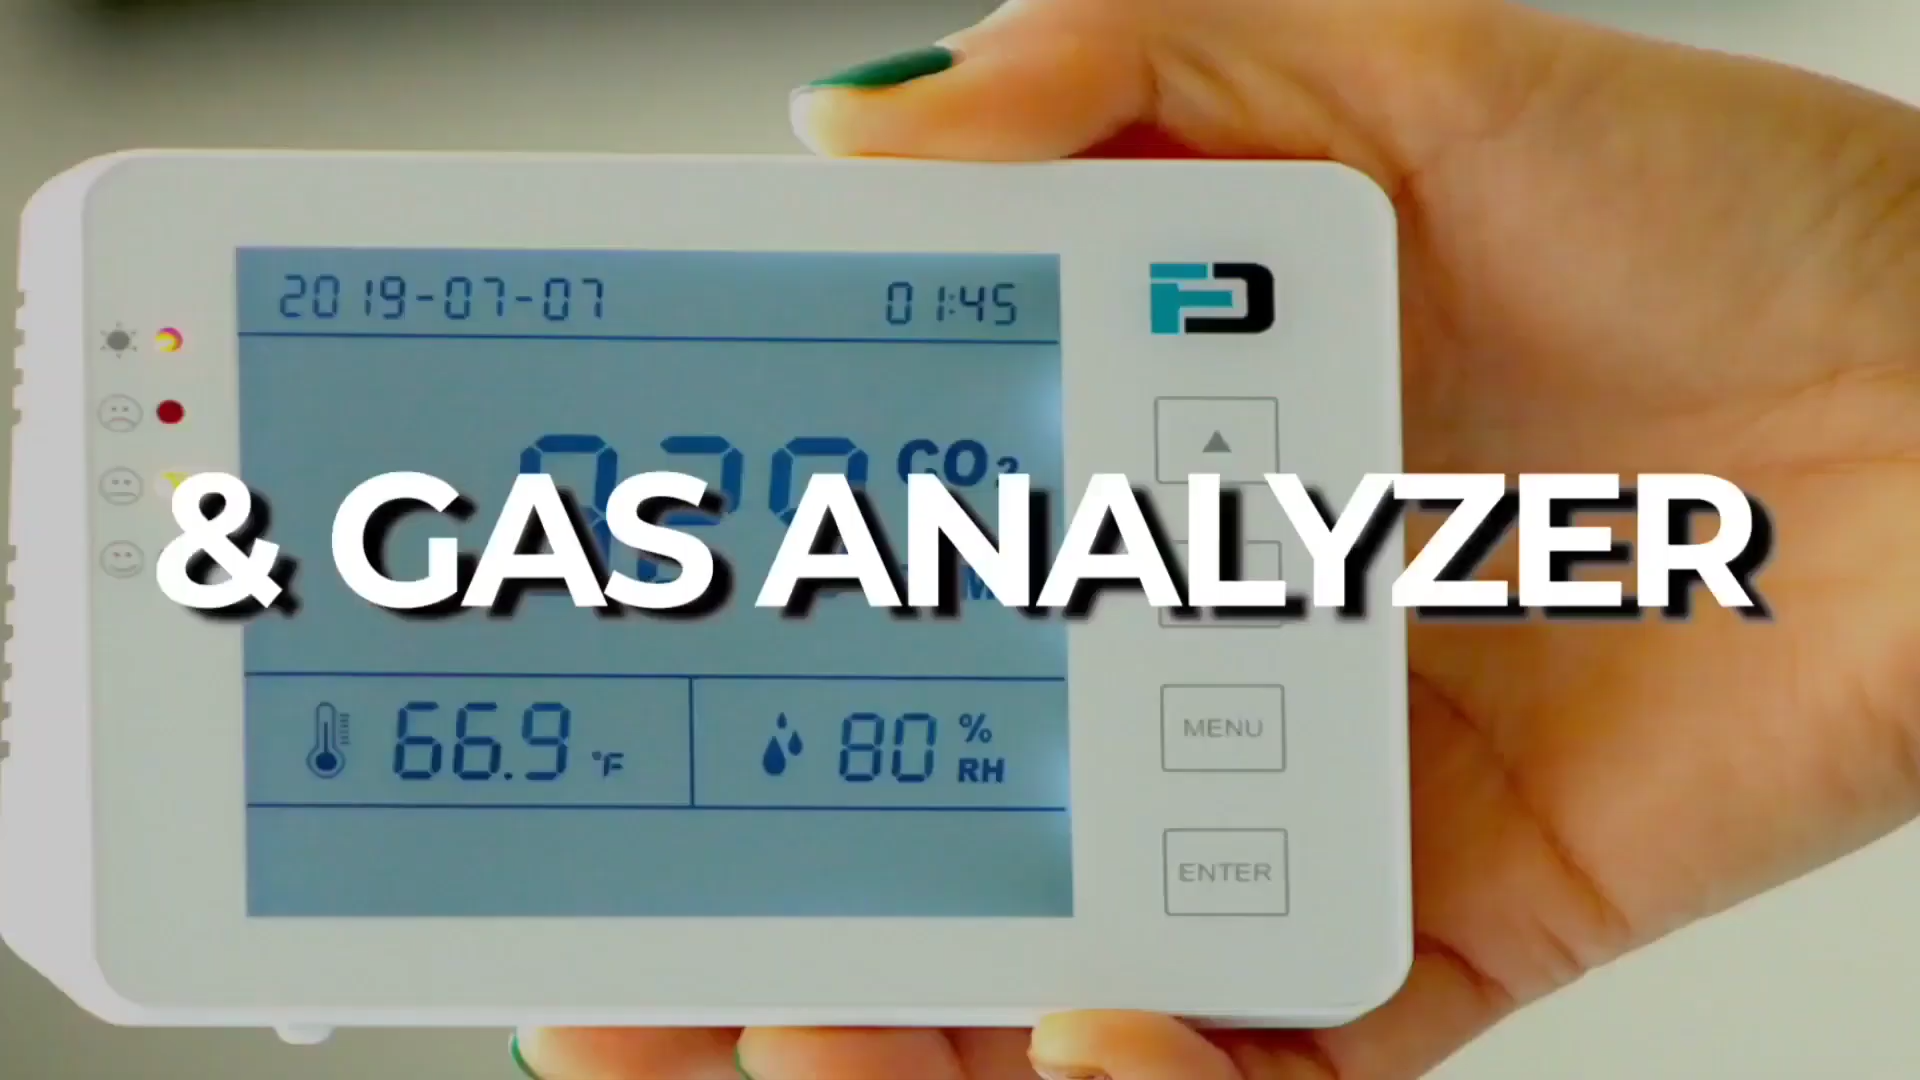 2019-07-07 01:45
CO₂
& GAS ANALYZER
66.9 °F 80 % RH
MENU
ENTER